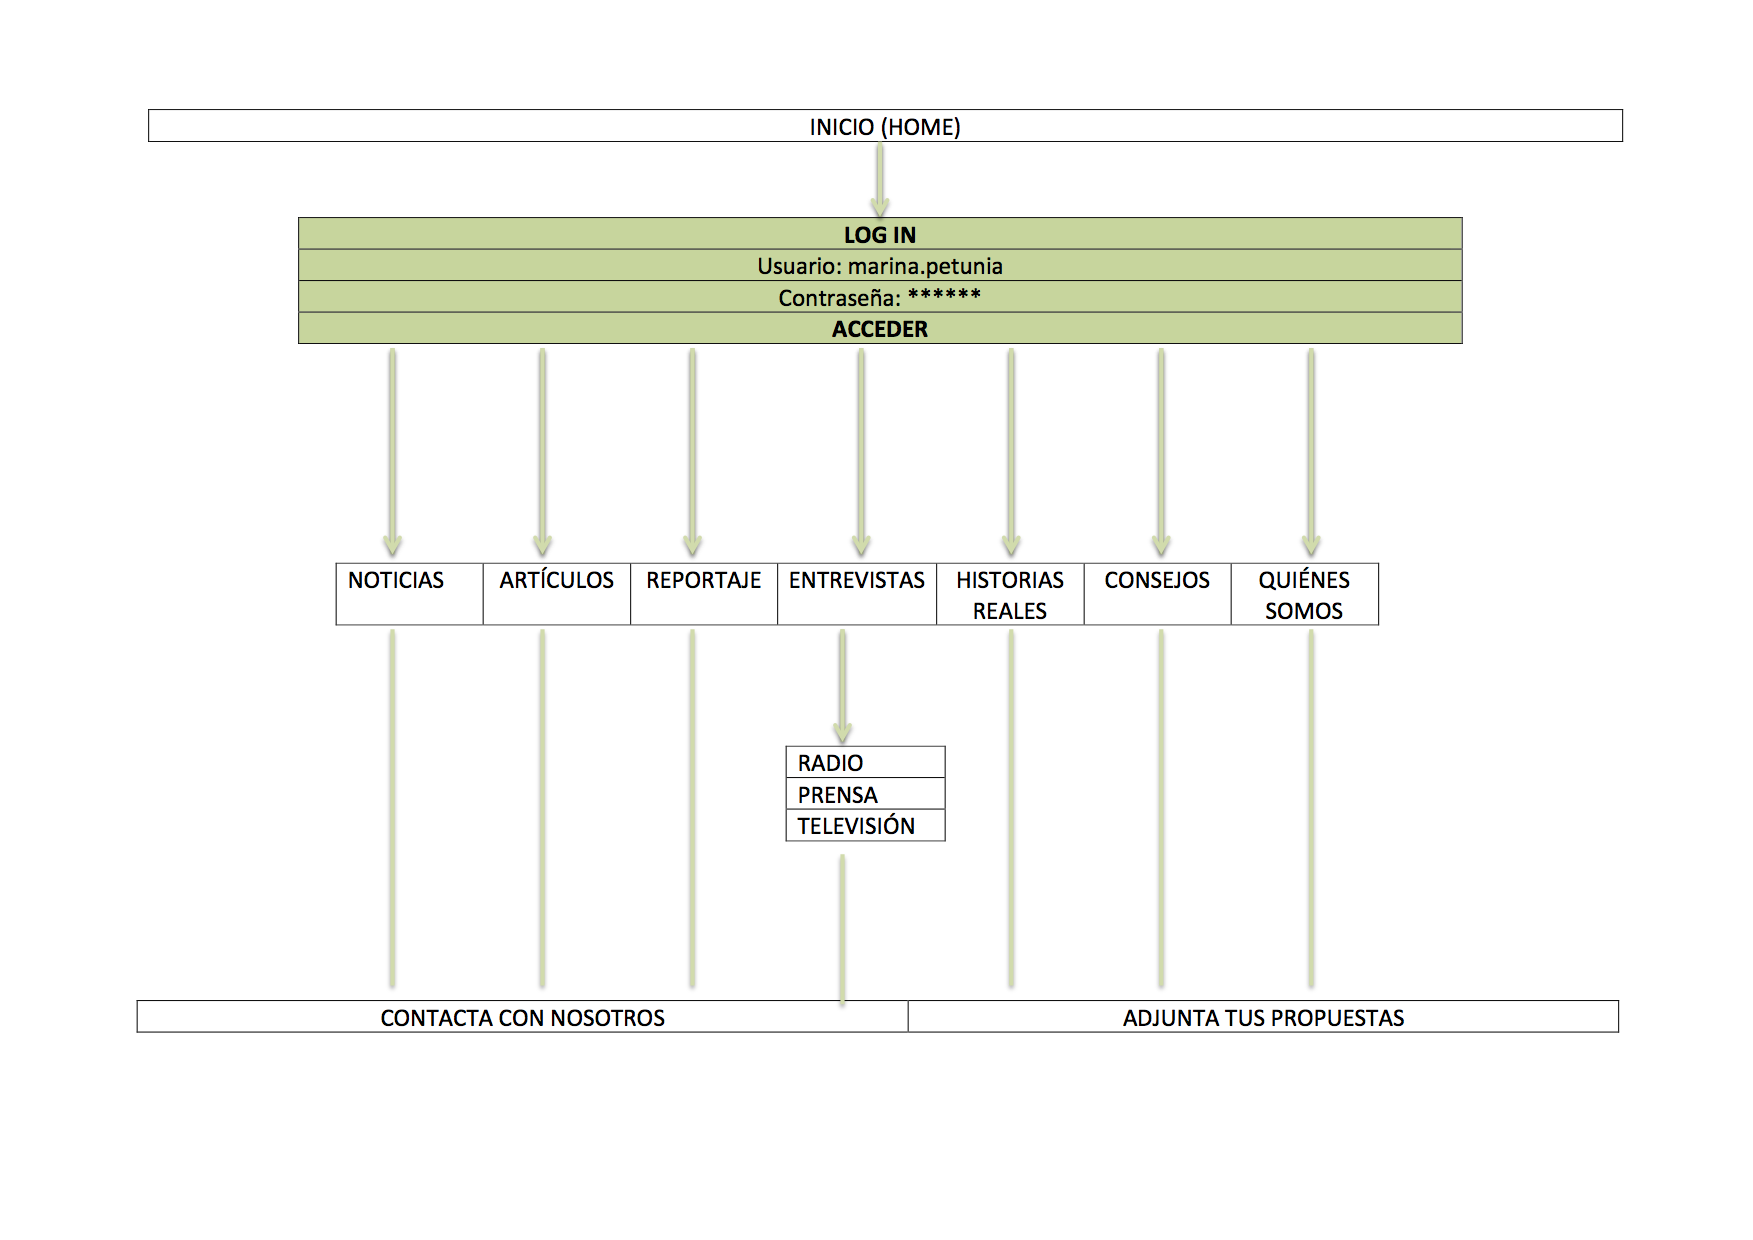 INICIO (HOME)
LOG IN
Usuario: marina.petunia
Contraseña: ******
ACCEDER
NOTICIAS
ARTÍCULOS
REPORTAJE
ENTREVISTAS
HISTORIAS
REALES
CONSEJOS
QUIÉNES
SOMOS
RADIO
PRENSA
TELEVISIÓN
CONTACTA CON NOSOTROS
ADJUNTA TUS PROPUESTAS